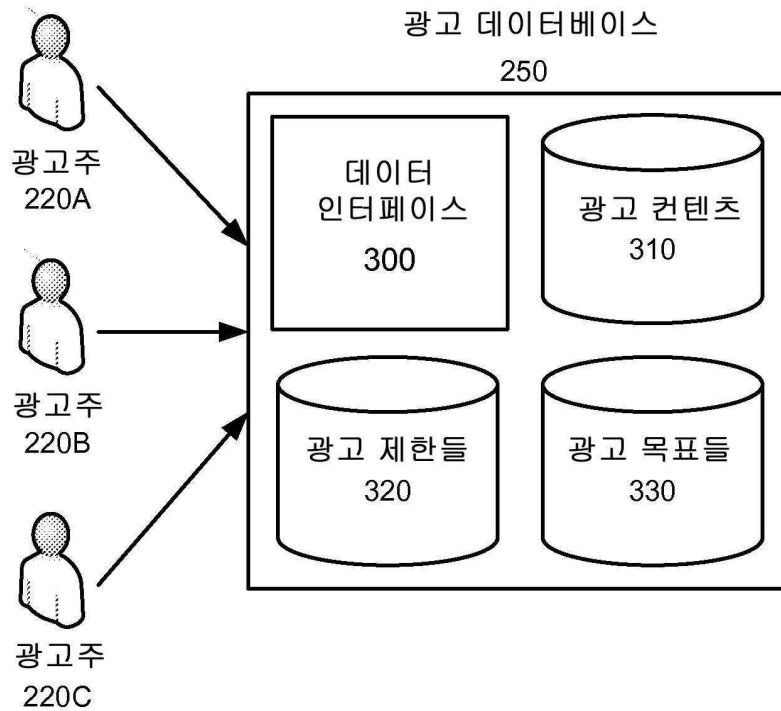 광고 데이터베이스
250
광고주
220A
데이터
인터페이스
300
광고 컨텐츠
310
광고주
220B
광고 제한들
320
광고 목표들
330
광고주
220C